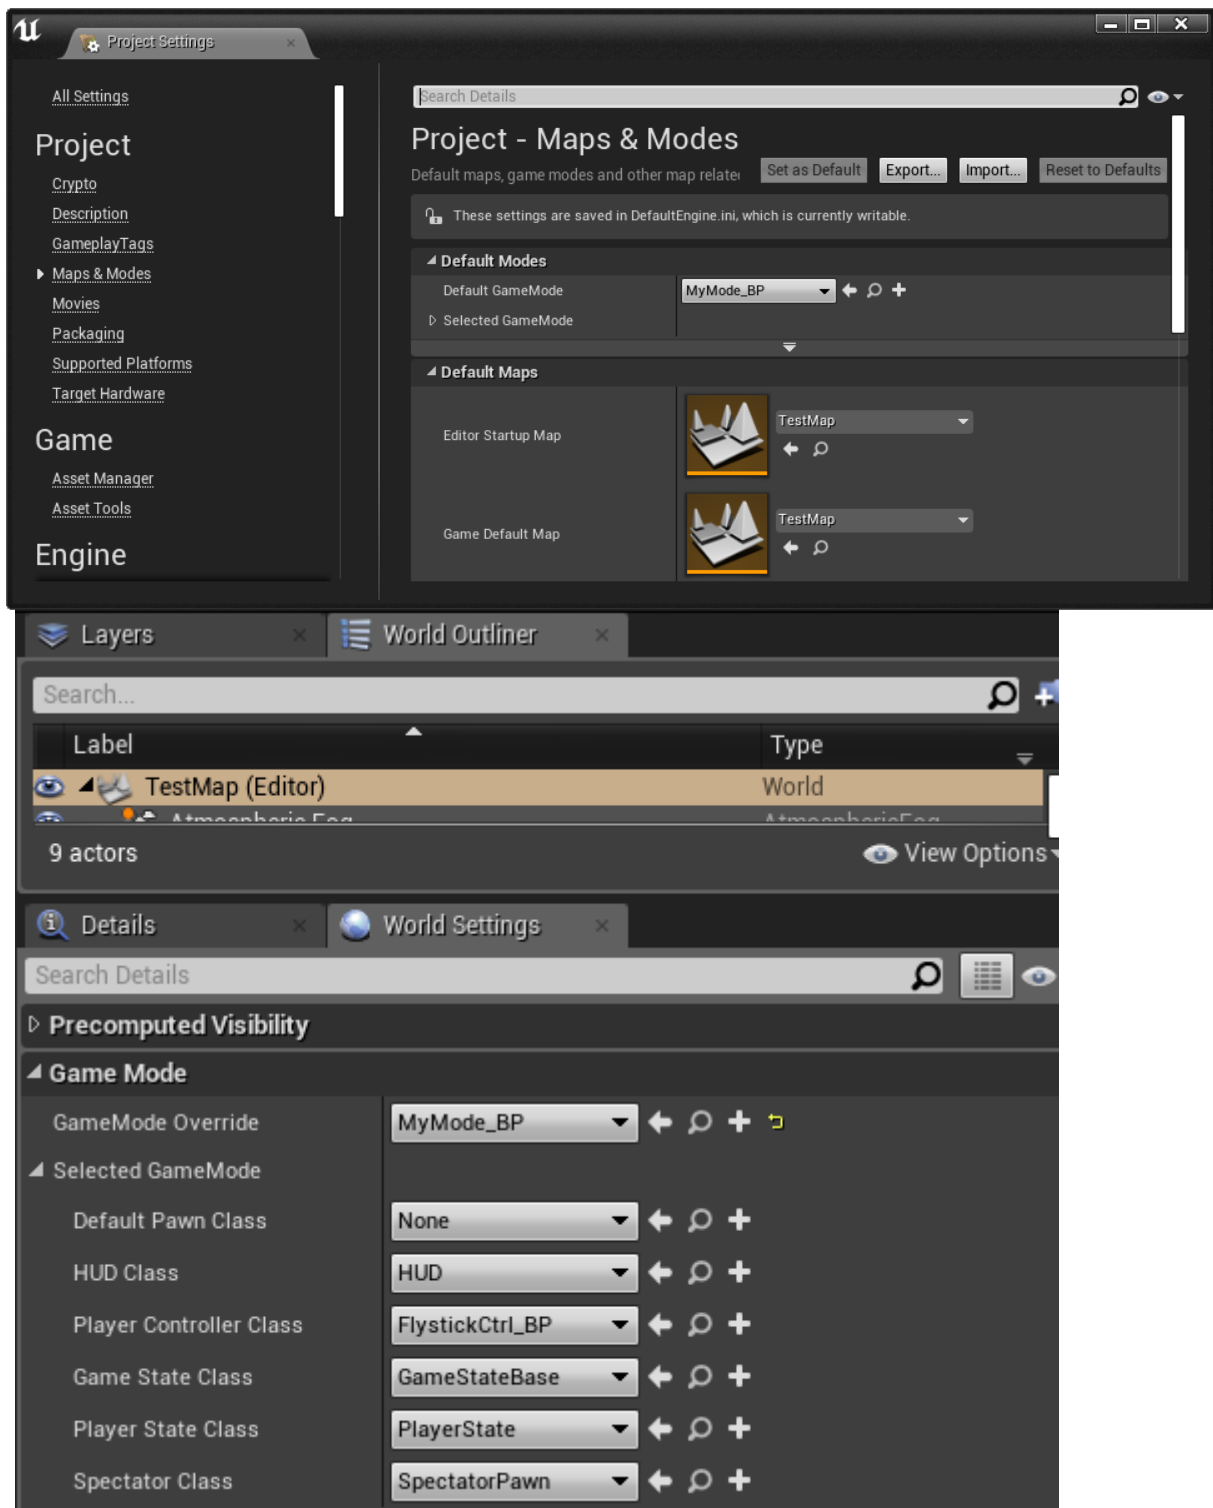 Project Settings
All Settings
Project
Crypto
Description
GameplayTags
Maps & Modes
Movies
Packaging
Supported Platforms
Target Hardware
Game
Asset Manager
Asset Tools
Engine
Search Details
Project - Maps & Modes
Default maps, game modes and other map relate
Set as Default
Export...
Import...
Reset to Defaults
These settings are saved in DefaultEngine.ini, which is currently writable.
Default Modes
Default GameMode
MyMode_BP
Selected GameMode
Default Maps
Editor Startup Map
TestMap
Game Default Map
TestMap
Layers
World Outliner
Search...
Label
Type
TestMap (Editor)
World
Atmospheric Fog
AtmosphericFog
9 actors
View Options
Details
World Settings
Search Details
Precomputed Visibility
Game Mode
GameMode Override
MyMode_BP
Selected GameMode
Default Pawn Class
None
HUD Class
HUD
Player Controller Class
FlystickCtrl_BP
Game State Class
GameStateBase
Player State Class
PlayerState
Spectator Class
SpectatorPawn